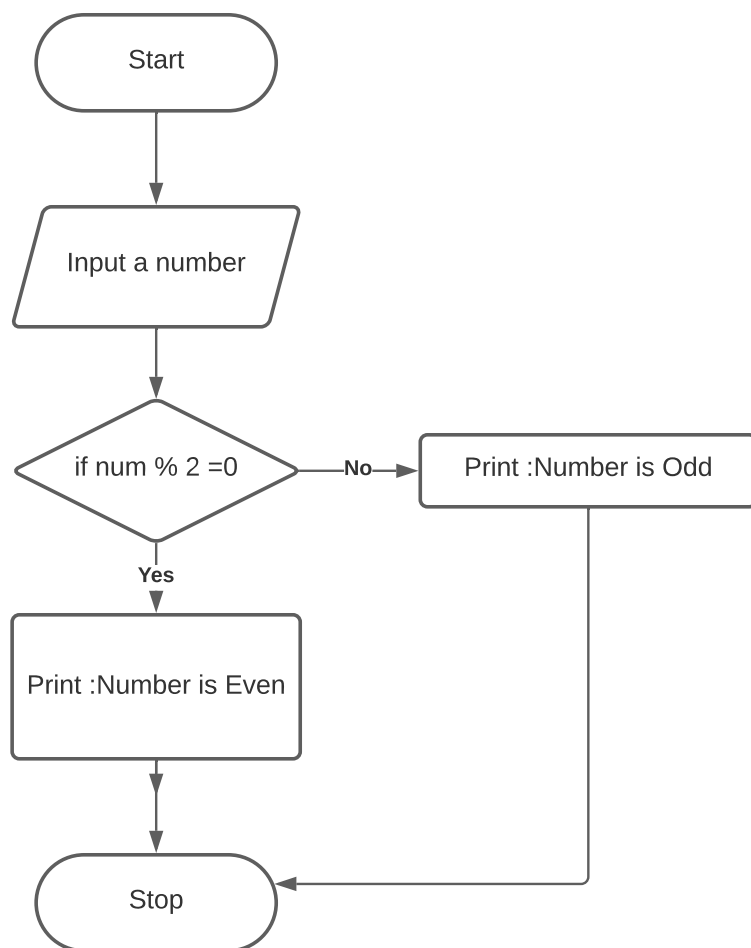 Start
Input a number
if num % 2 =0
No
Print :Number is Odd
Yes
Print :Number is Even
Stop